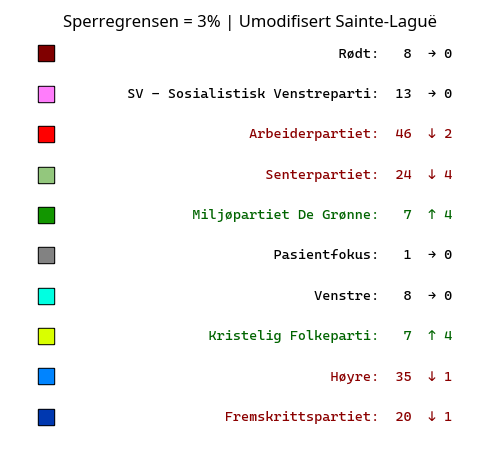 Sperregrensen = 3% | Umodifisert Sainte-Laguë
Rødt: 8 → 0
SV – Sosialistisk Venstreparti: 13 → 0
Arbeiderpartiet: 46 ↓ 2
Senterpartiet: 24 ↓ 4
Miljøpartiet De Grønne: 7 ↑ 4
Pasientfokus: 1 → 0
Venstre: 8 → 0
Kristelig Folkeparti: 7 ↑ 4
Høyre: 35 ↓ 1
Fremskrittspartiet: 20 ↓ 1